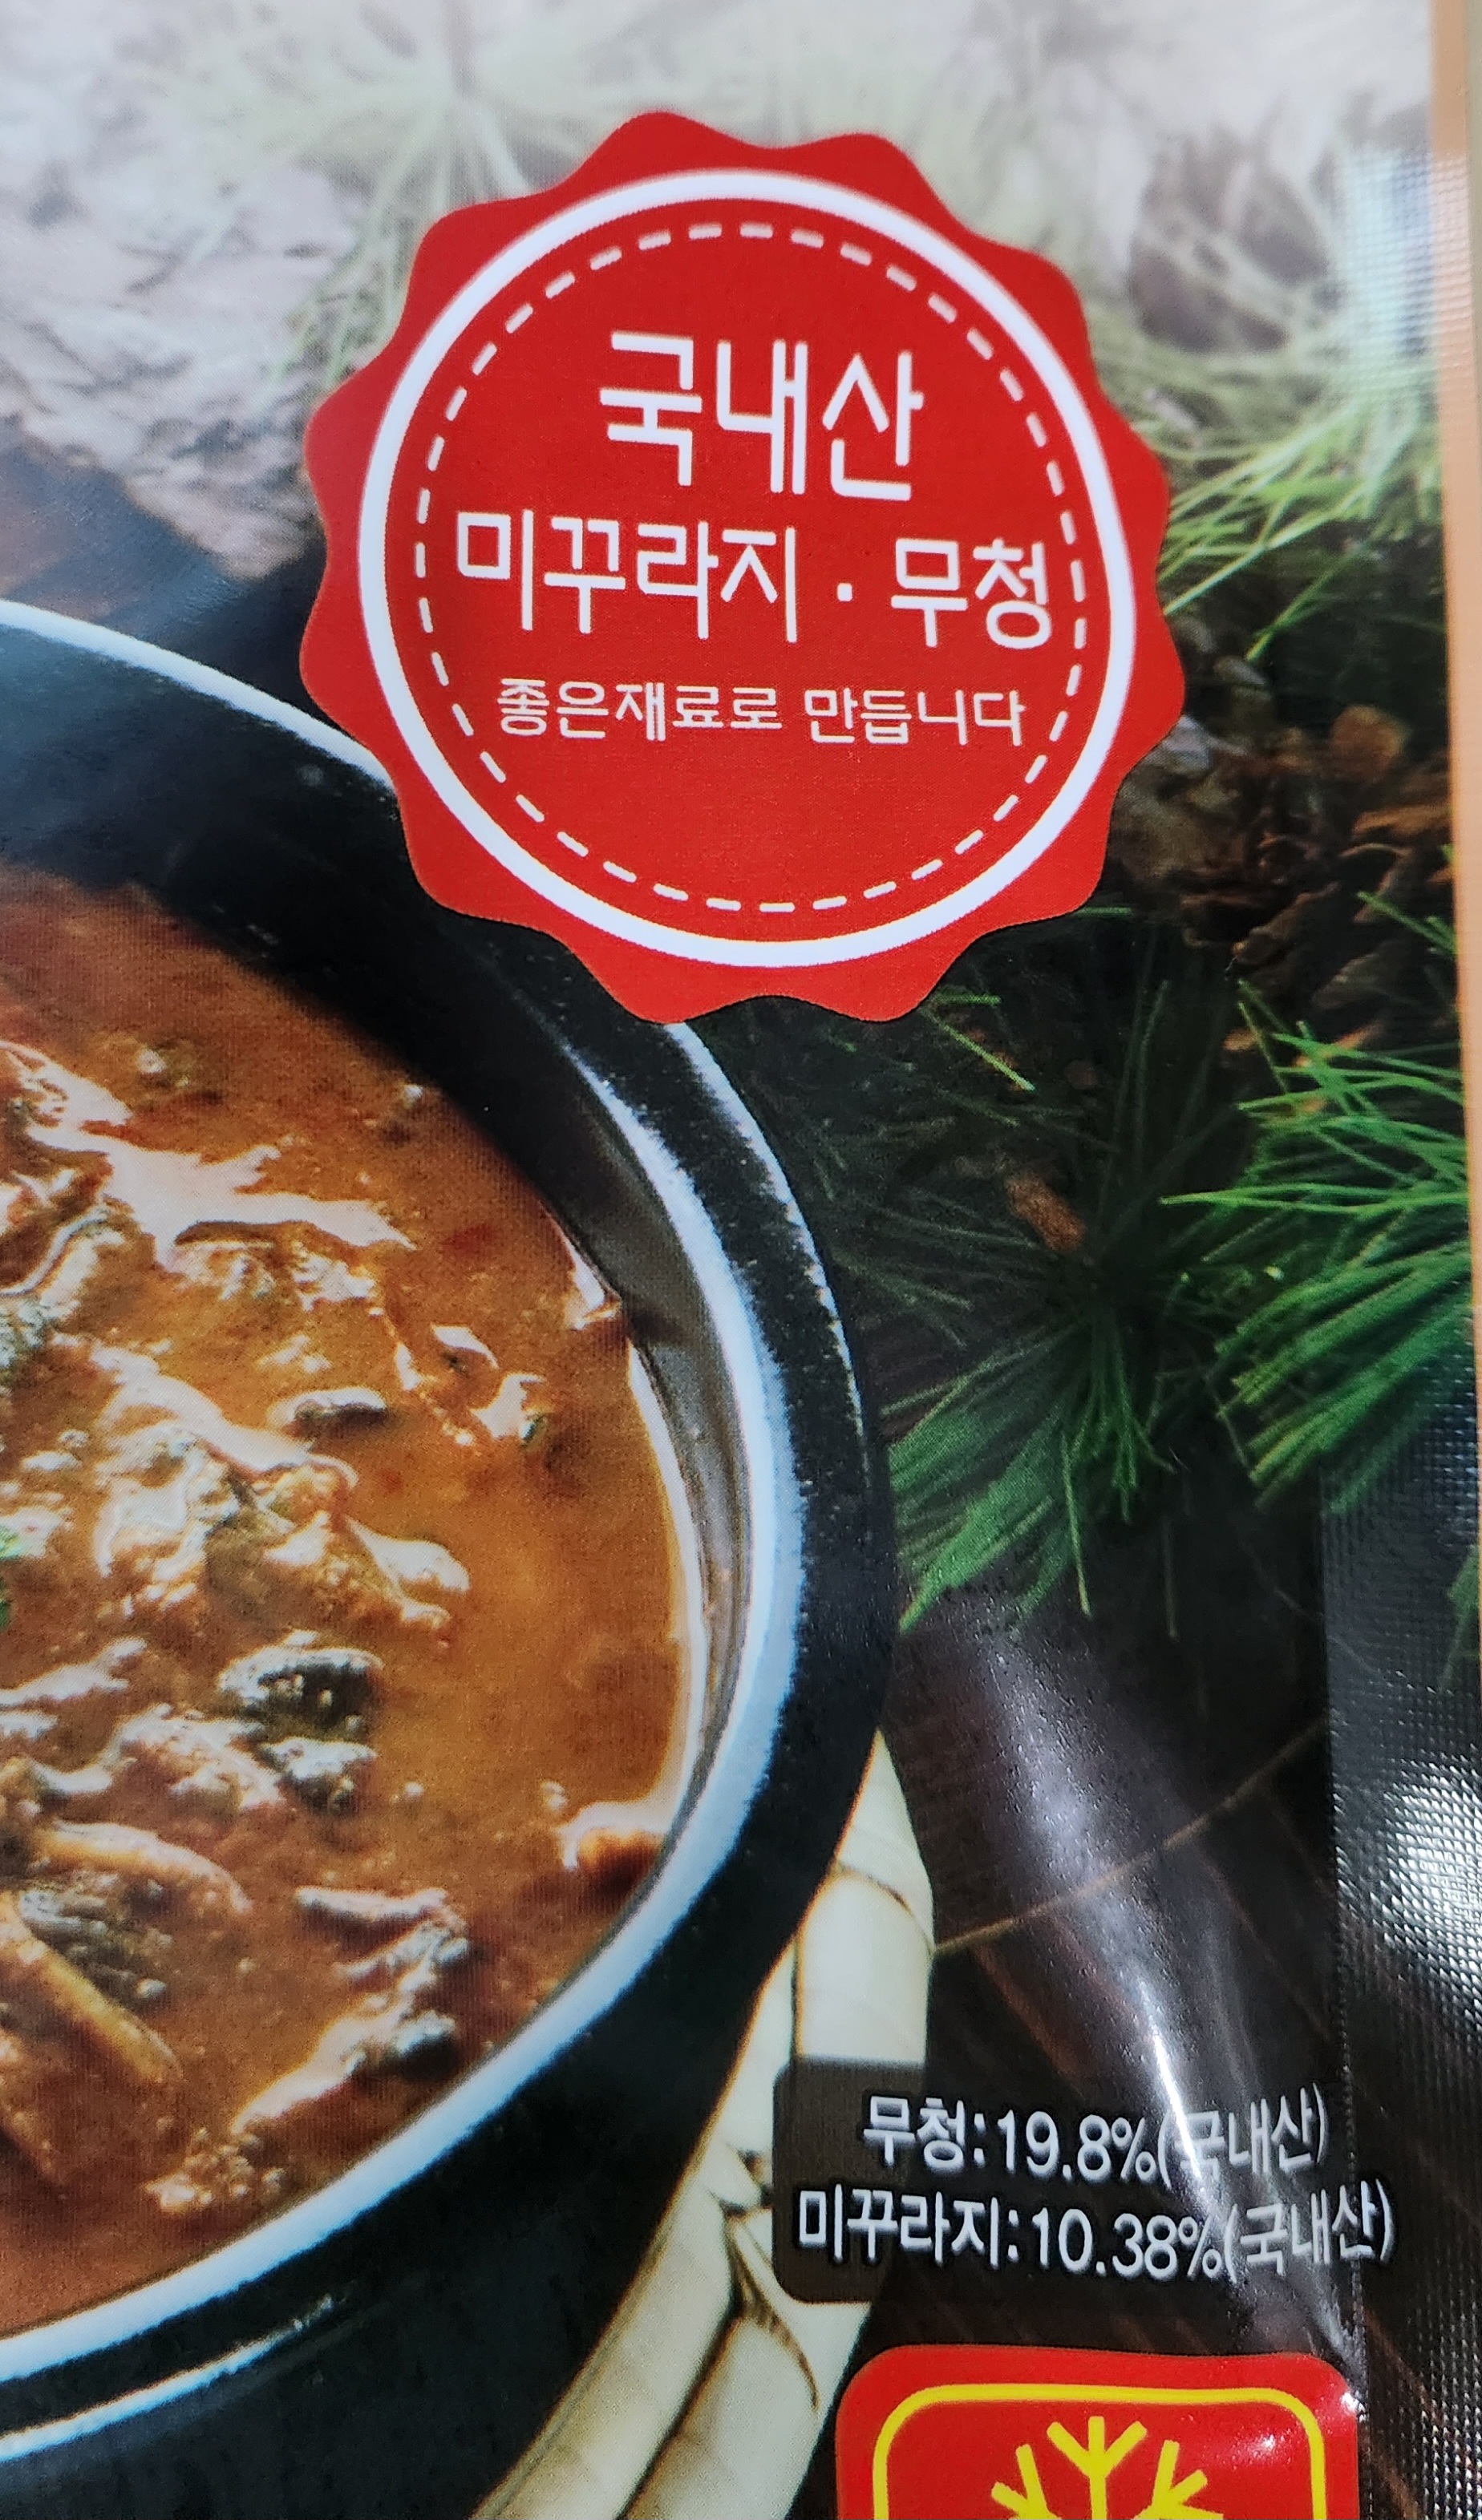 국내산
미꾸라지 · 무청
좋은재료로 만듭니다
무청:19.8%(국내산)
미꾸라지:10.38%(국내산)